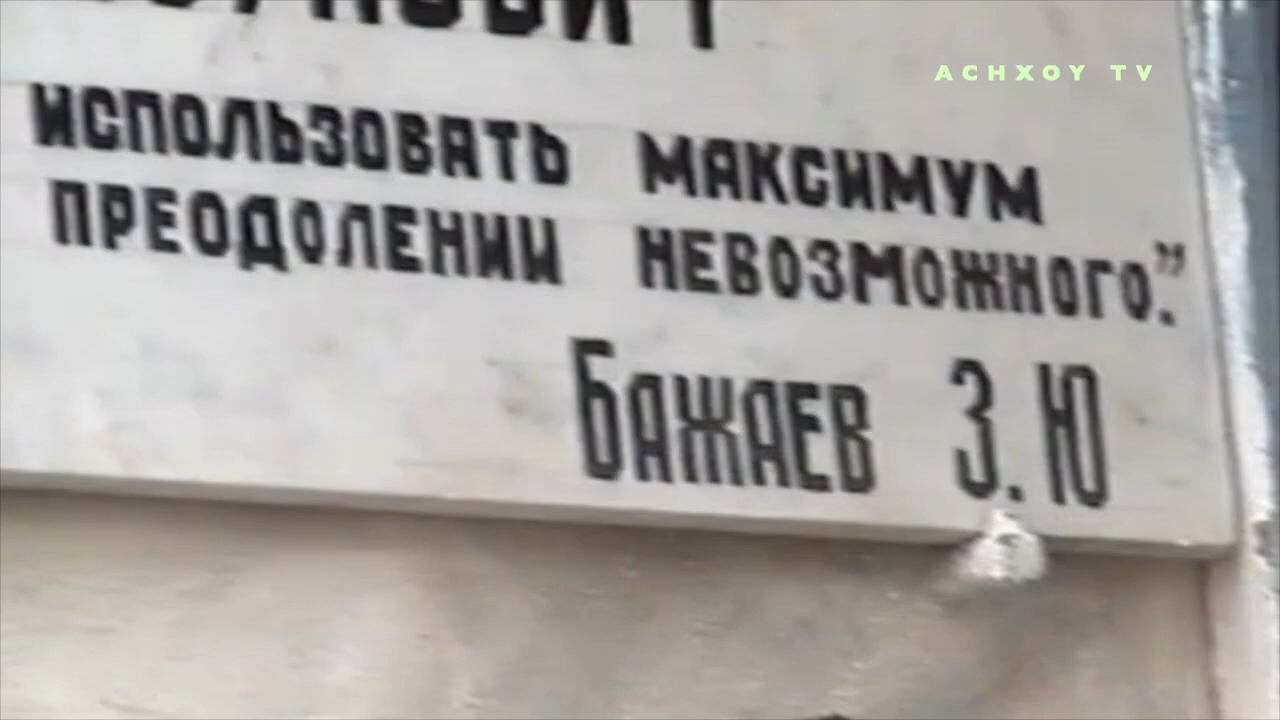 ACHXOY TV
ИСПОЛЬЗОВАТЬ МАКСИМУМ
ПРЕОДОЛЕНИИ НЕВОЗМОЖНОГО."
БАЖАЕВ З.Ю